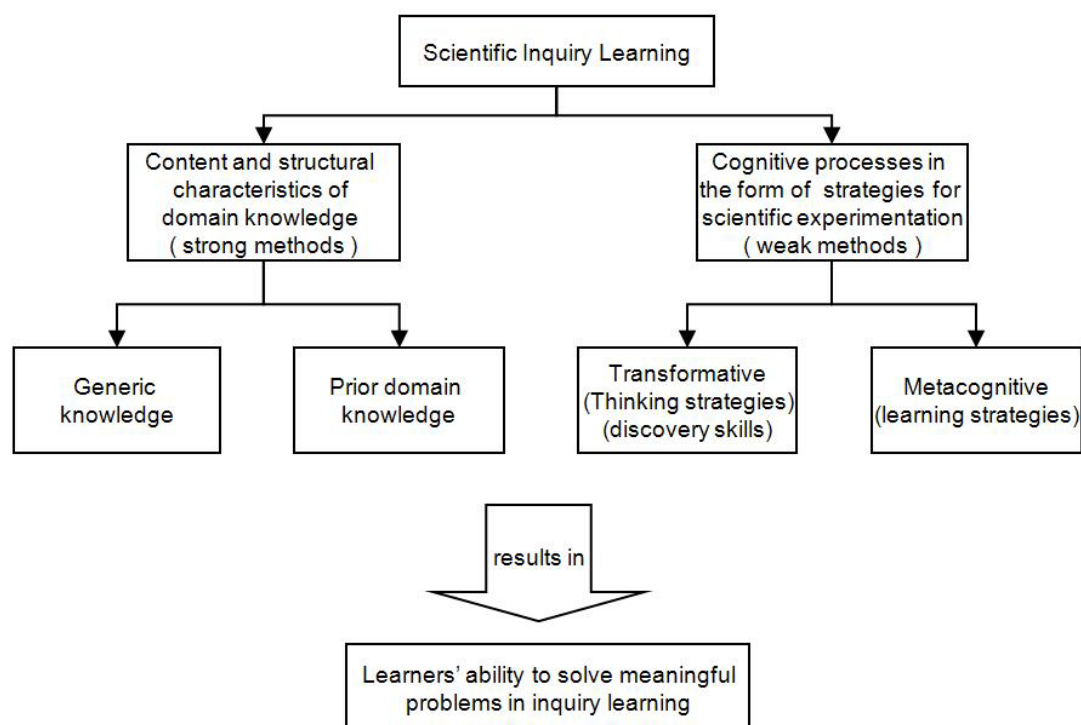 Scientific Inquiry Learning
Content and structural
characteristics of
domain knowledge
( strong methods )
Cognitive processes in
the form of strategies for
scientific experimentation
( weak methods )
Generic
knowledge
Prior domain
knowledge
Transformative
(Thinking strategies)
(discovery skills)
Metacognitive
(learning strategies)
results in
Learners' ability to solve meaningful
problems in inquiry learning